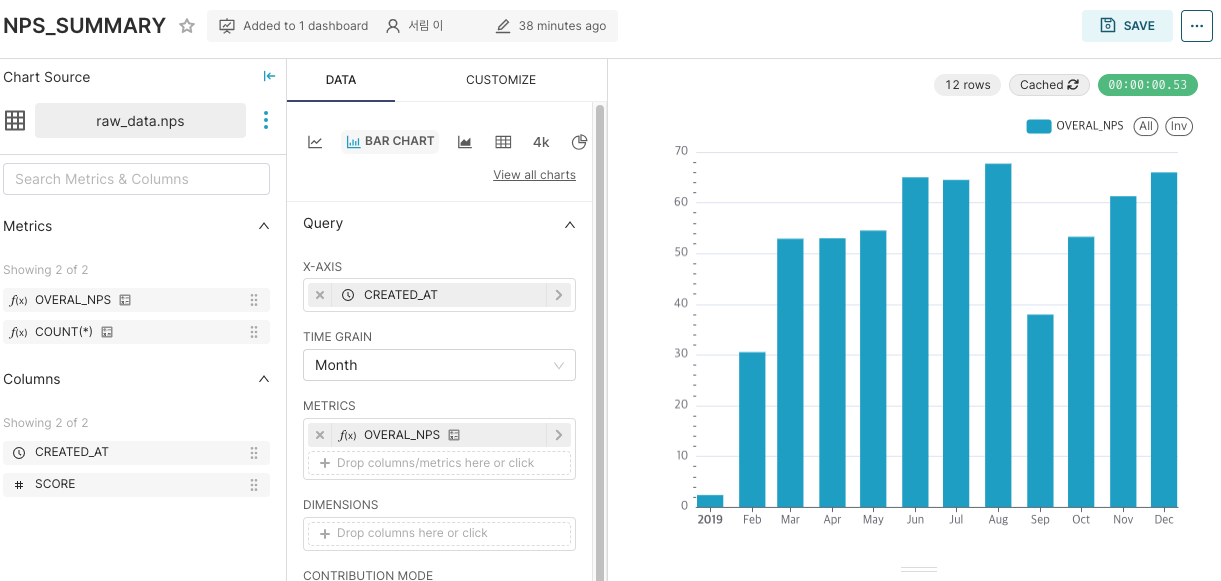 NPS_SUMMARY
Added to 1 dashboard
서림 이
38 minutes ago
SAVE
...
Chart Source
raw_data.nps
Search Metrics & Columns
Metrics
Showing 2 of 2
f(x) OVERAL_NPS
f(x) COUNT(*)
Columns
Showing 2 of 2
CREATED_AT
# SCORE
DATA
CUSTOMIZE
BAR CHART
4k
View all charts
Query
X-AXIS
CREATED_AT
TIME GRAIN
Month
METRICS
f(x) OVERAL_NPS
Drop columns/metrics here or click
DIMENSIONS
Drop columns here or click
CONTRIBUTION MODE
12 rows
Cached
00:00:00.53
OVERAL_NPS
All
Inv
70
60
50
40
30
20
10
0
2019 Feb Mar Apr May Jun Jul Aug Sep Oct Nov Dec